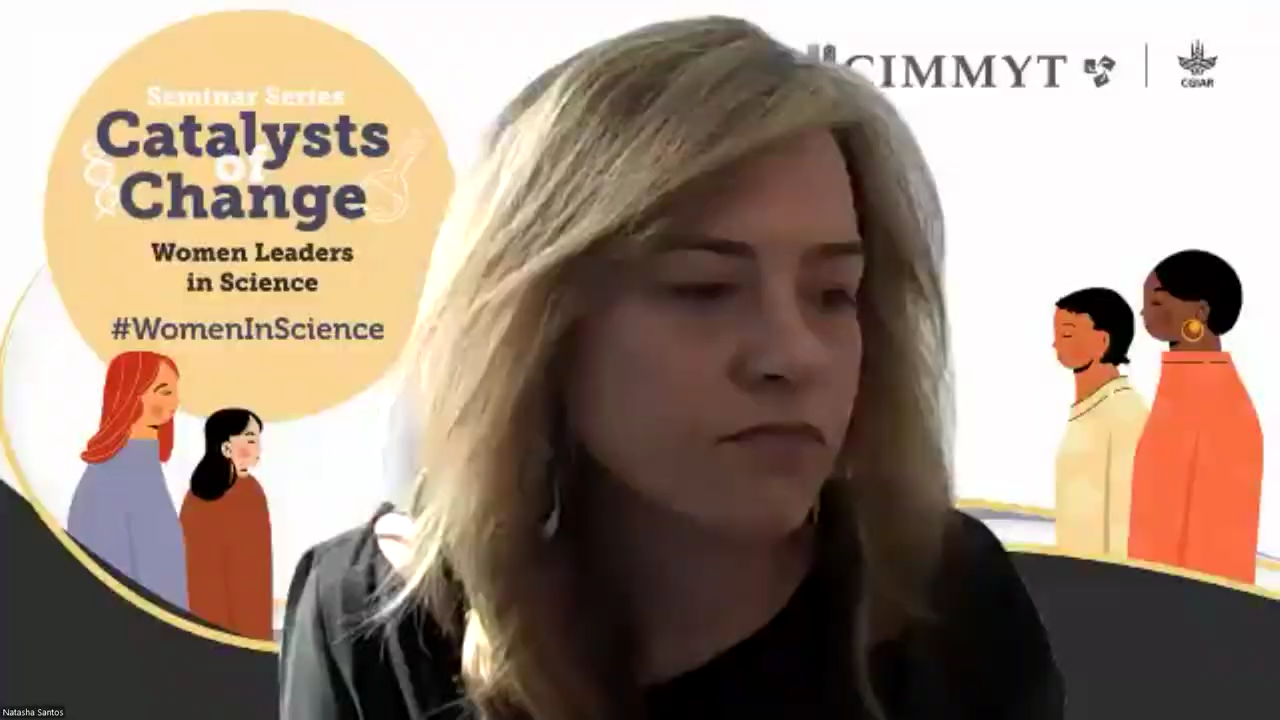 Seminar Series
Catalysts
of
Change
Women Leaders
in Science
#WomenInScience
CIMMYT
CGIAR
Natasha Santos